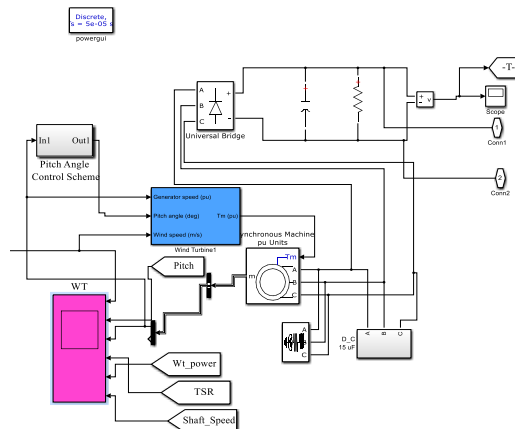 Discrete,
s = 5e-05 s
powergui
-T-
A
B
C
+
-
Universal Bridge
+
-
v
Scope
1
Conn1
2
Conn2
In1 Out1
Pitch Angle
Control Scheme
Generator speed (pu)
Pitch angle (deg)
Tm (pu)
Wind speed (m/s)
Wind Turbine1
ynchronous Machine
pu Units
Tm
m
A
B
C
Pitch
WT
A
B
C
D_C
15 uF
A
B
C
Wt_power
TSR
Shaft_Speed